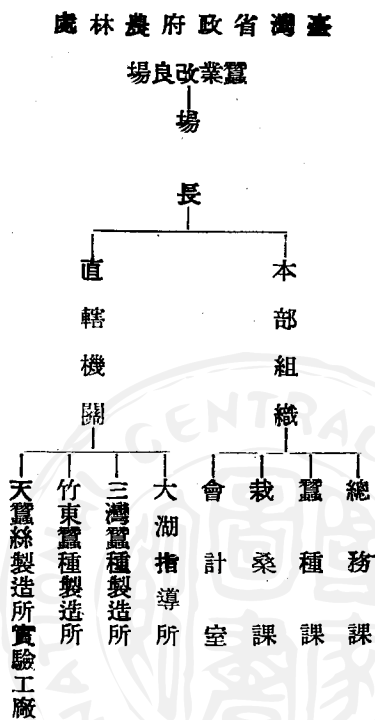 臺灣省政府農林處
蠶業改良場
場長
本部組織
總務課
蠶種課
栽桑課
會計室
直轄機關
大湖指導所
三灣蠶種製造所
竹東蠶種製造所
天蠶絲製造所實驗工廠